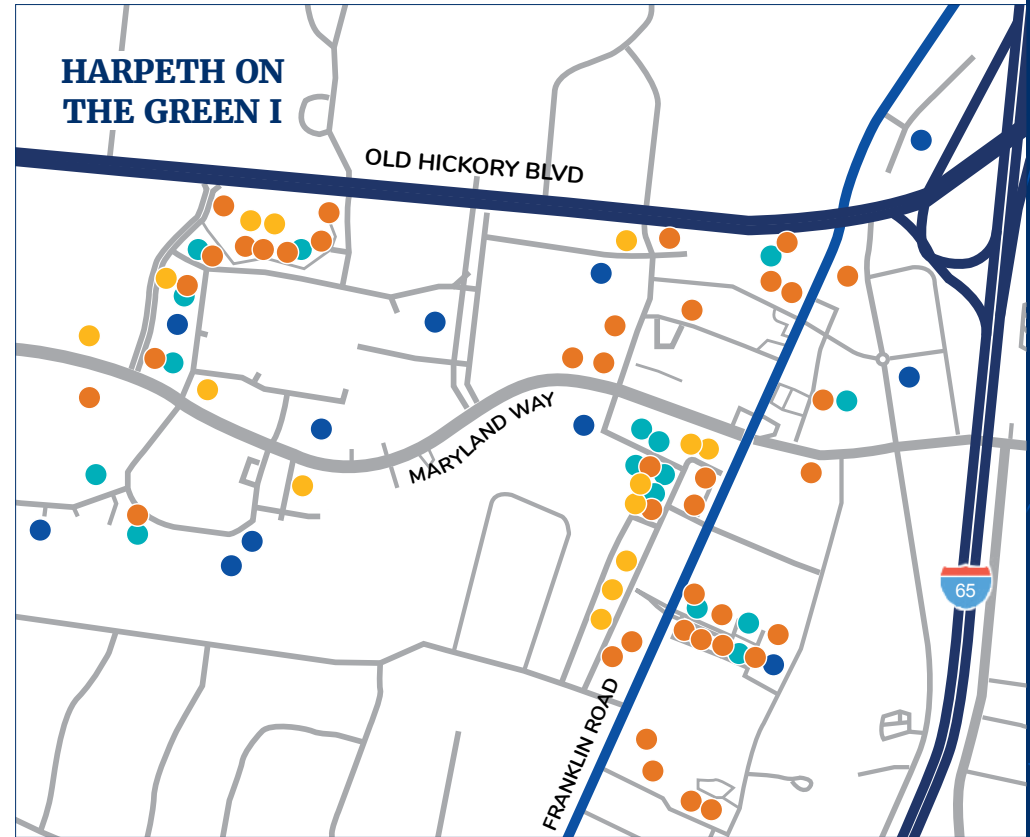 HARPETH ON
THE GREEN I
OLD HICKORY BLVD
MARYLAND WAY
65
FRANKLIN ROAD